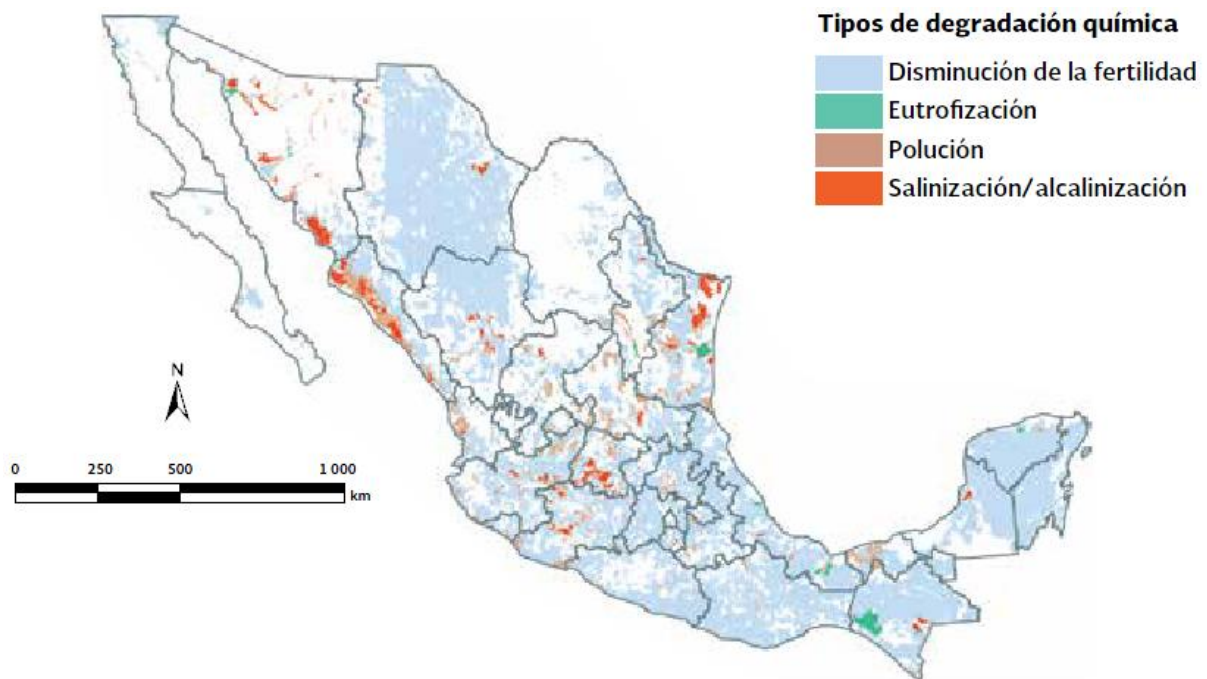 Tipos de degradación química
Disminución de la fertilidad
Eutrofización
Polución
Salinización/alcalinización
N
0 250 500 1 000
km